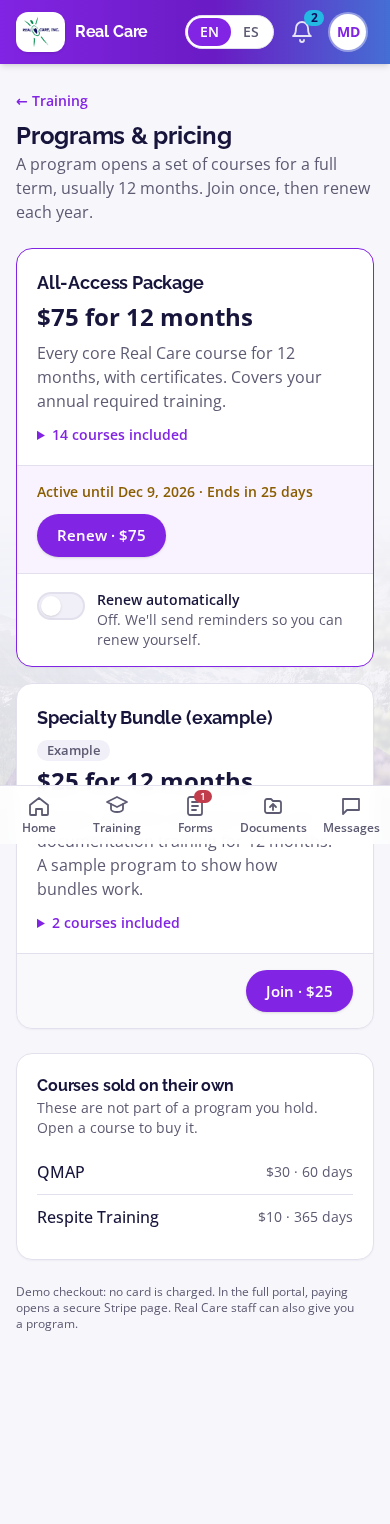 REAL CARE, INC.
Real Care
EN
ES
2
MD
← Training
Programs & pricing
A program opens a set of courses for a full
term, usually 12 months. Join once, then renew
each year.
All-Access Package
$75 for 12 months
Every core Real Care course for 12
months, with certificates. Covers your
annual required training.
▶ 14 courses included
Active until Dec 9, 2026 · Ends in 25 days
Renew · $75
Renew automatically
Off. We'll send reminders so you can
renew yourself.
Specialty Bundle (example)
Example
$25 for 12 months
Home
Training
1
Forms
Documents
Messages
documentation training for 12 months.
A sample program to show how
bundles work.
▶ 2 courses included
Join · $25
Courses sold on their own
These are not part of a program you hold.
Open a course to buy it.
QMAP
$30 · 60 days
Respite Training
$10 · 365 days
Demo checkout: no card is charged. In the full portal, paying
opens a secure Stripe page. Real Care staff can also give you
a program.